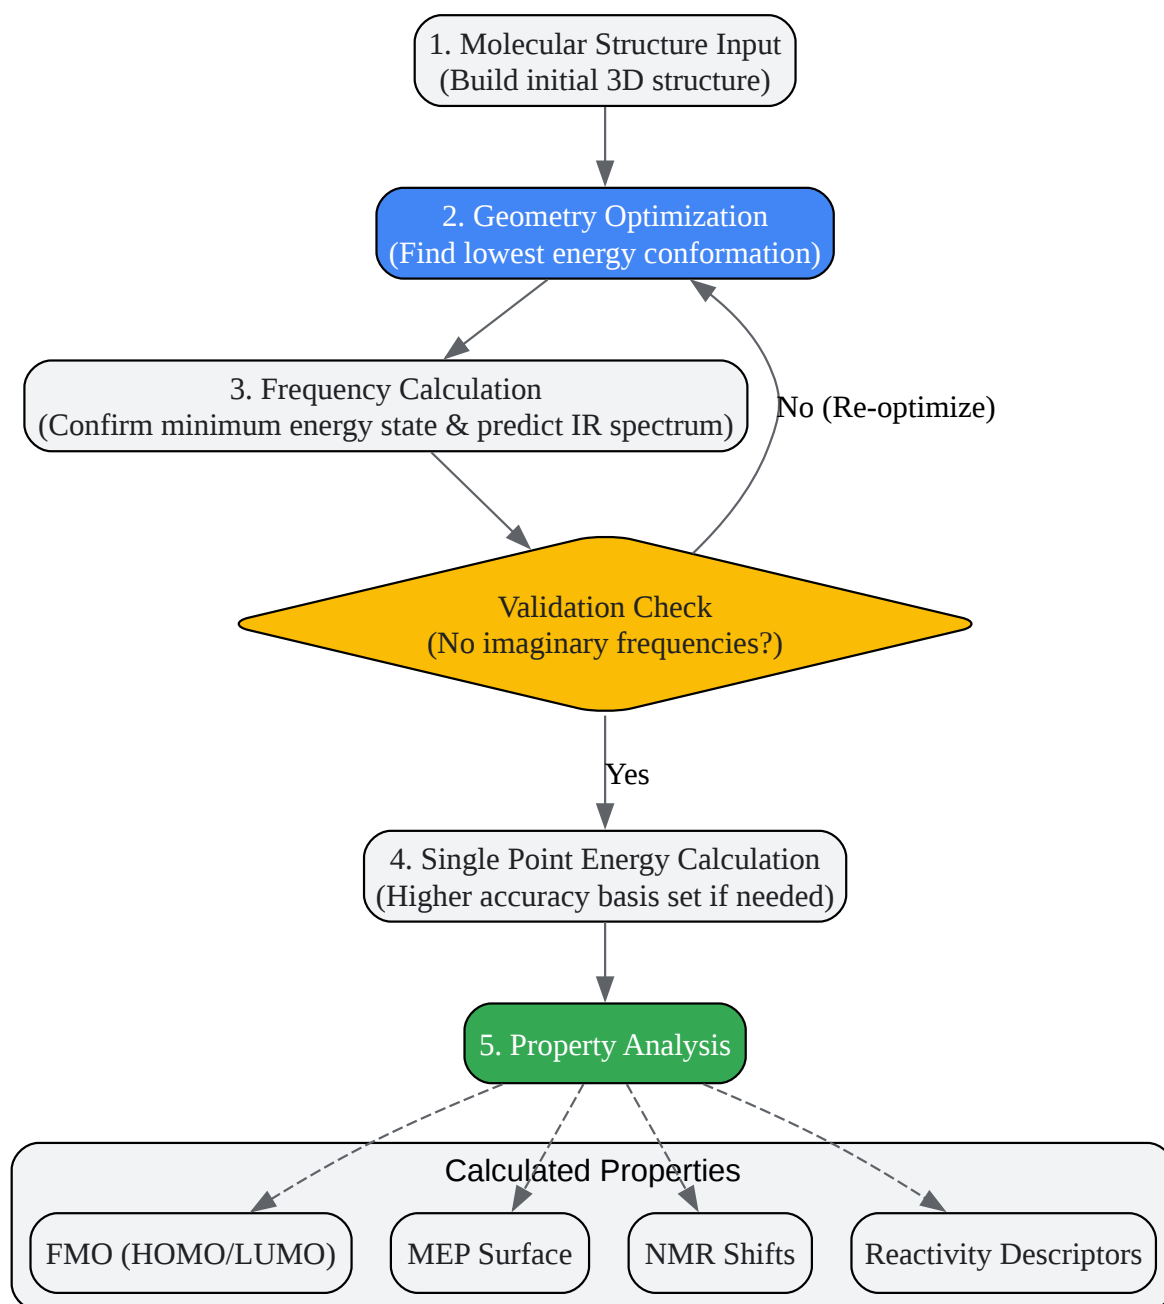 1. Molecular Structure Input
(Build initial 3D structure)
2. Geometry Optimization
(Find lowest energy conformation)
3. Frequency Calculation
(Confirm minimum energy state & predict IR spectrum)
No (Re-optimize)
Validation Check
(No imaginary frequencies?)
Yes
4. Single Point Energy Calculation
(Higher accuracy basis set if needed)
5. Property Analysis
Calculated Properties
FMO (HOMO/LUMO)
MEP Surface
NMR Shifts
Reactivity Descriptors